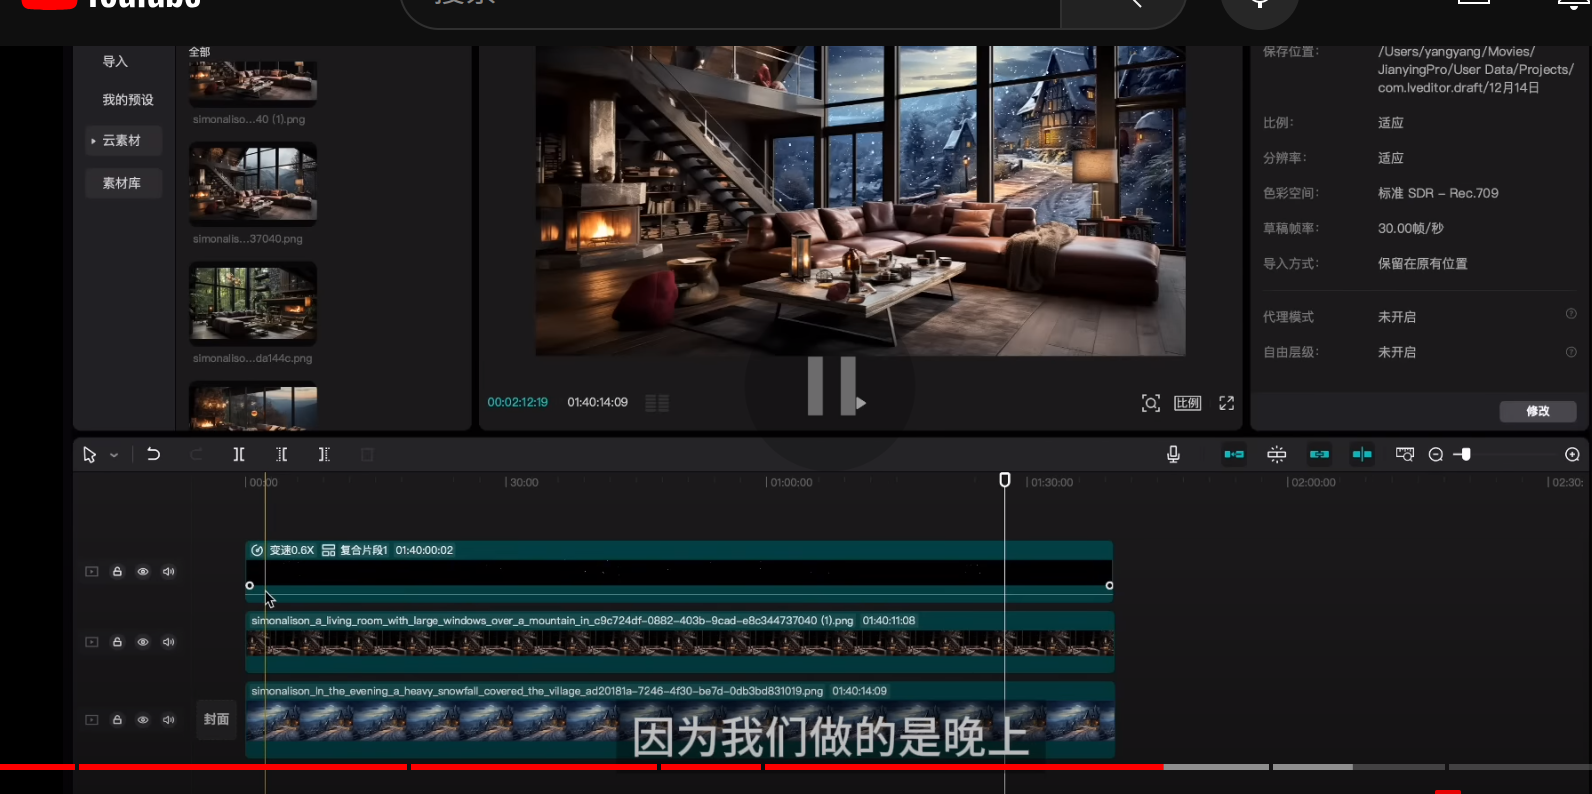 YouTube
搜索
导入
我的预设
云素材
素材库
全部
simonaliso...40 (1).png
simonalis...37040.png
simonaliso...da144c.png
00:02:12:19
01:40:14:09
比例
保存位置:
/Users/yangyang/Movies/
JianyingPro/User Data/Projects/
com.lveditor.draft/12月14日
比例:
适应
分辨率:
适应
色彩空间:
标准 SDR – Rec.709
草稿帧率:
30.00帧/秒
导入方式:
保留在原有位置
代理模式
未开启
自由层级:
未开启
修改
00:00
30:00
01:00:00
01:30:00
02:00:00
02:30:
变速0.6X 复合片段1 01:40:00:02
simonalison_a_living_room_with_large_windows_over_a_mountain_in_c9c724df-0882-403b-9cad-e8c344737040 (1).png 01:40:11:08
simonalison_In_the_evening_a_heavy_snowfall_covered_the_village_ad20181a-7246-4f30-be7d-0db3bd831019.png 01:40:14:09
封面
因为我们做的是晚上